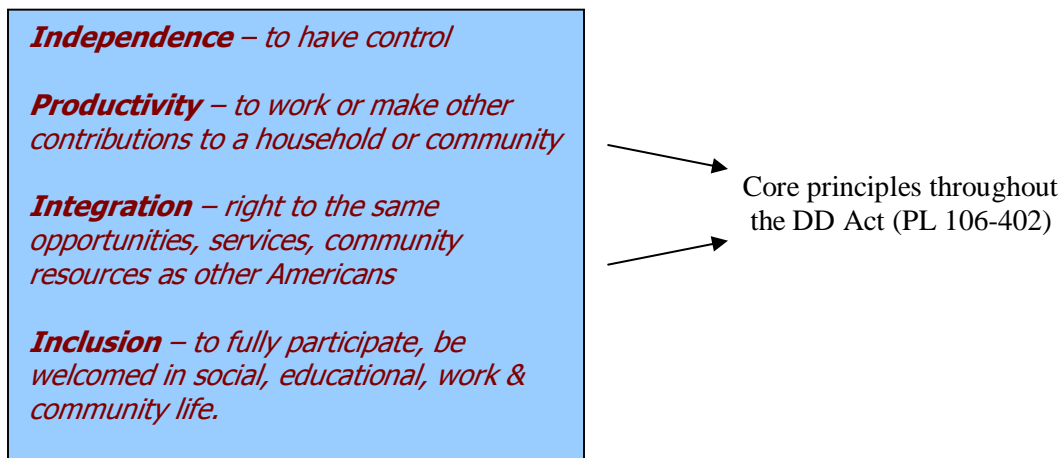 Independence – to have control
Productivity – to work or make other
contributions to a household or community
Integration – right to the same
opportunities, services, community
resources as other Americans
Inclusion – to fully participate, be
welcomed in social, educational, work &
community life.
Core principles throughout
the DD Act (PL 106-402)